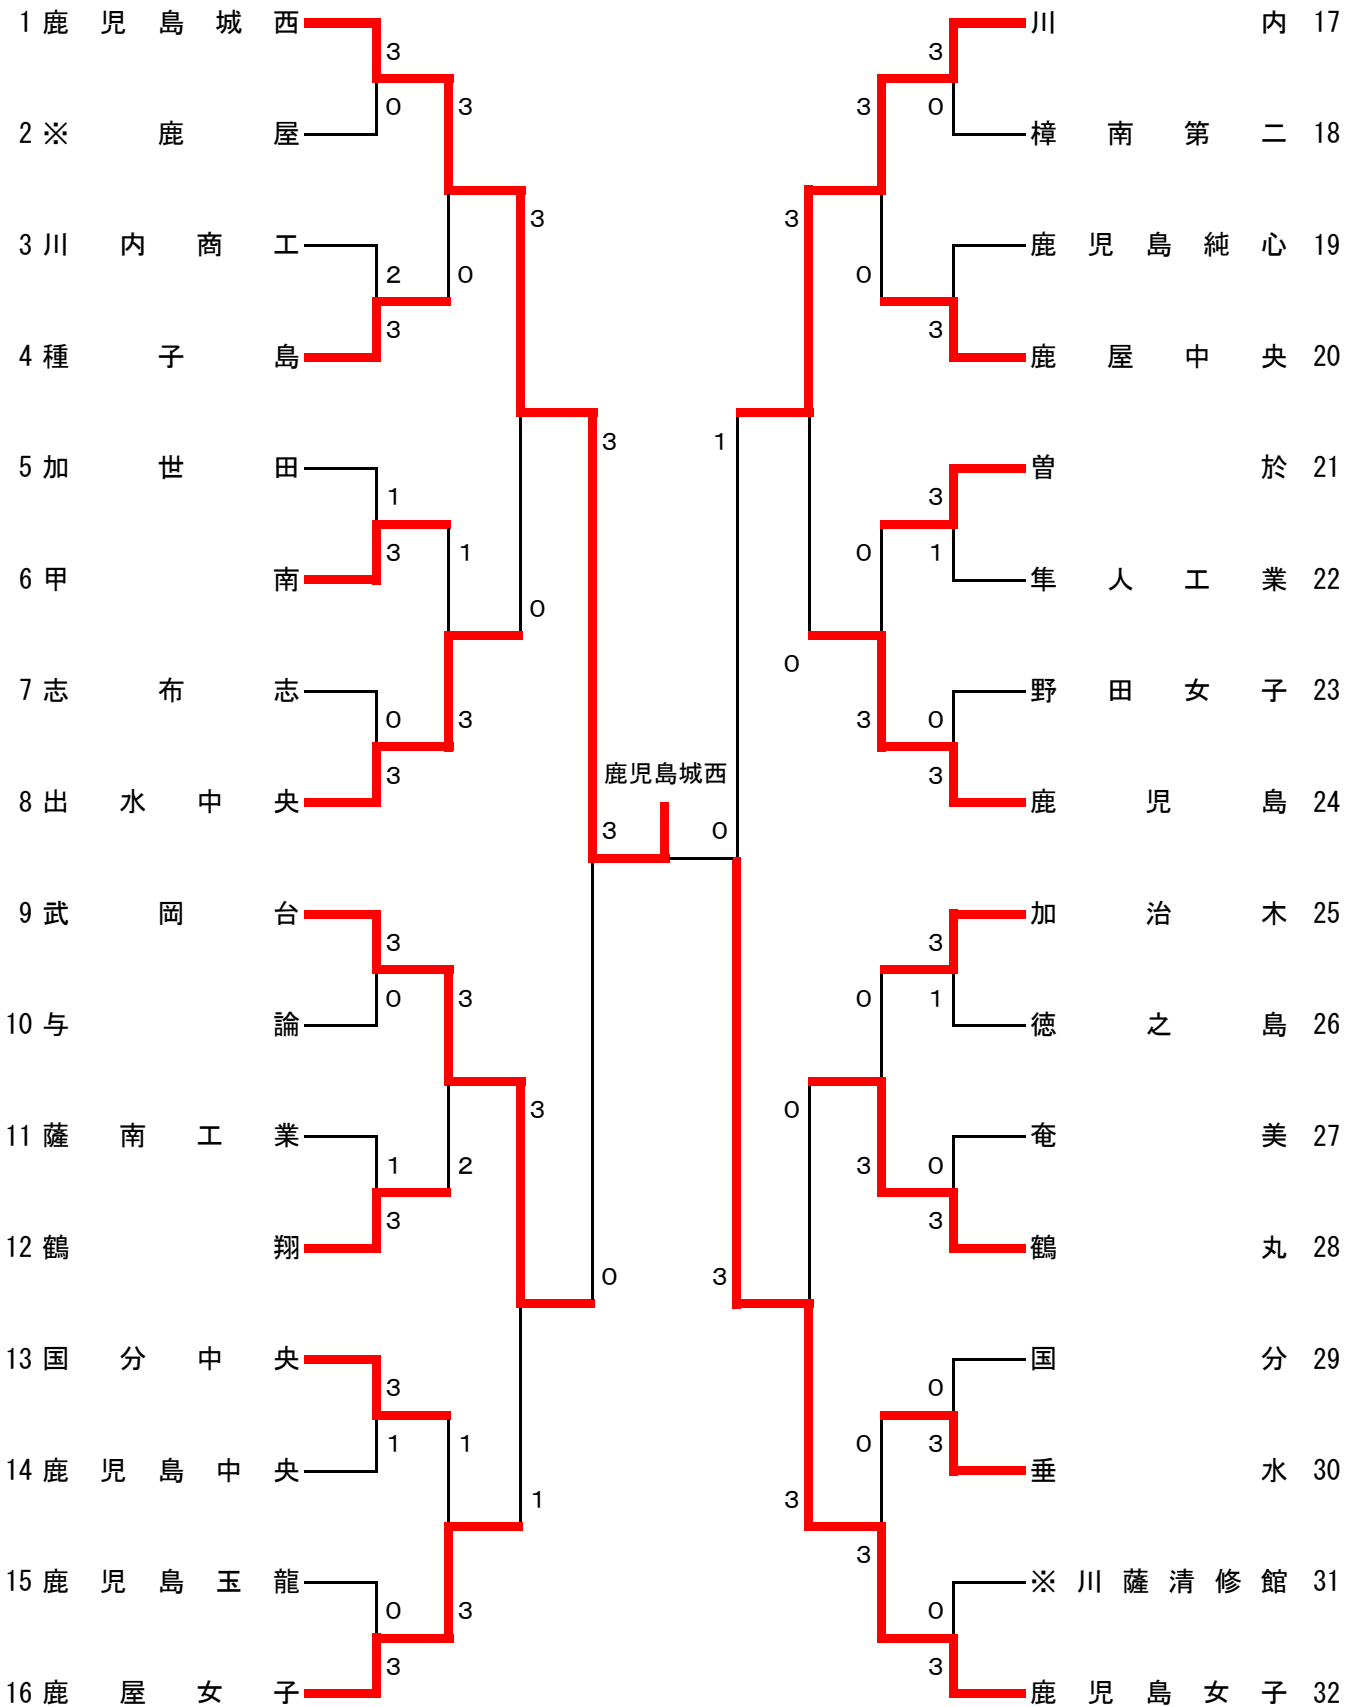 1 鹿児島城西
3
0
3
2 ※鹿屋
3
3 川内商工
2
0
3
4 種子島
3
5 加世田
1
3
1
6 甲南
0
7 志布志
0
3
3
8 出水中央
鹿児島城西
3
0
9 武岡台
3
0
3
10 与論
3
11 薩南工業
1
2
3
12 鶴翔
0
13 国分中央
3
1
1
14 鹿児島中央
1
15 鹿児島玉龍
0
3
3
16 鹿屋女子
川内 17
3
3
0
樟南第二 18
3
鹿児島純心 19
0
3
鹿屋中央 20
1
曽於 21
3
0
1
隼人工業 22
0
野田女子 23
3
0
3
鹿児島 24
加治木 25
3
0
1
徳之島 26
0
奄美 27
3
0
3
鶴丸 28
3
国分 29
0
0
3
垂水 30
3
3
※川薩清修館 31
0
3
鹿児島女子 32